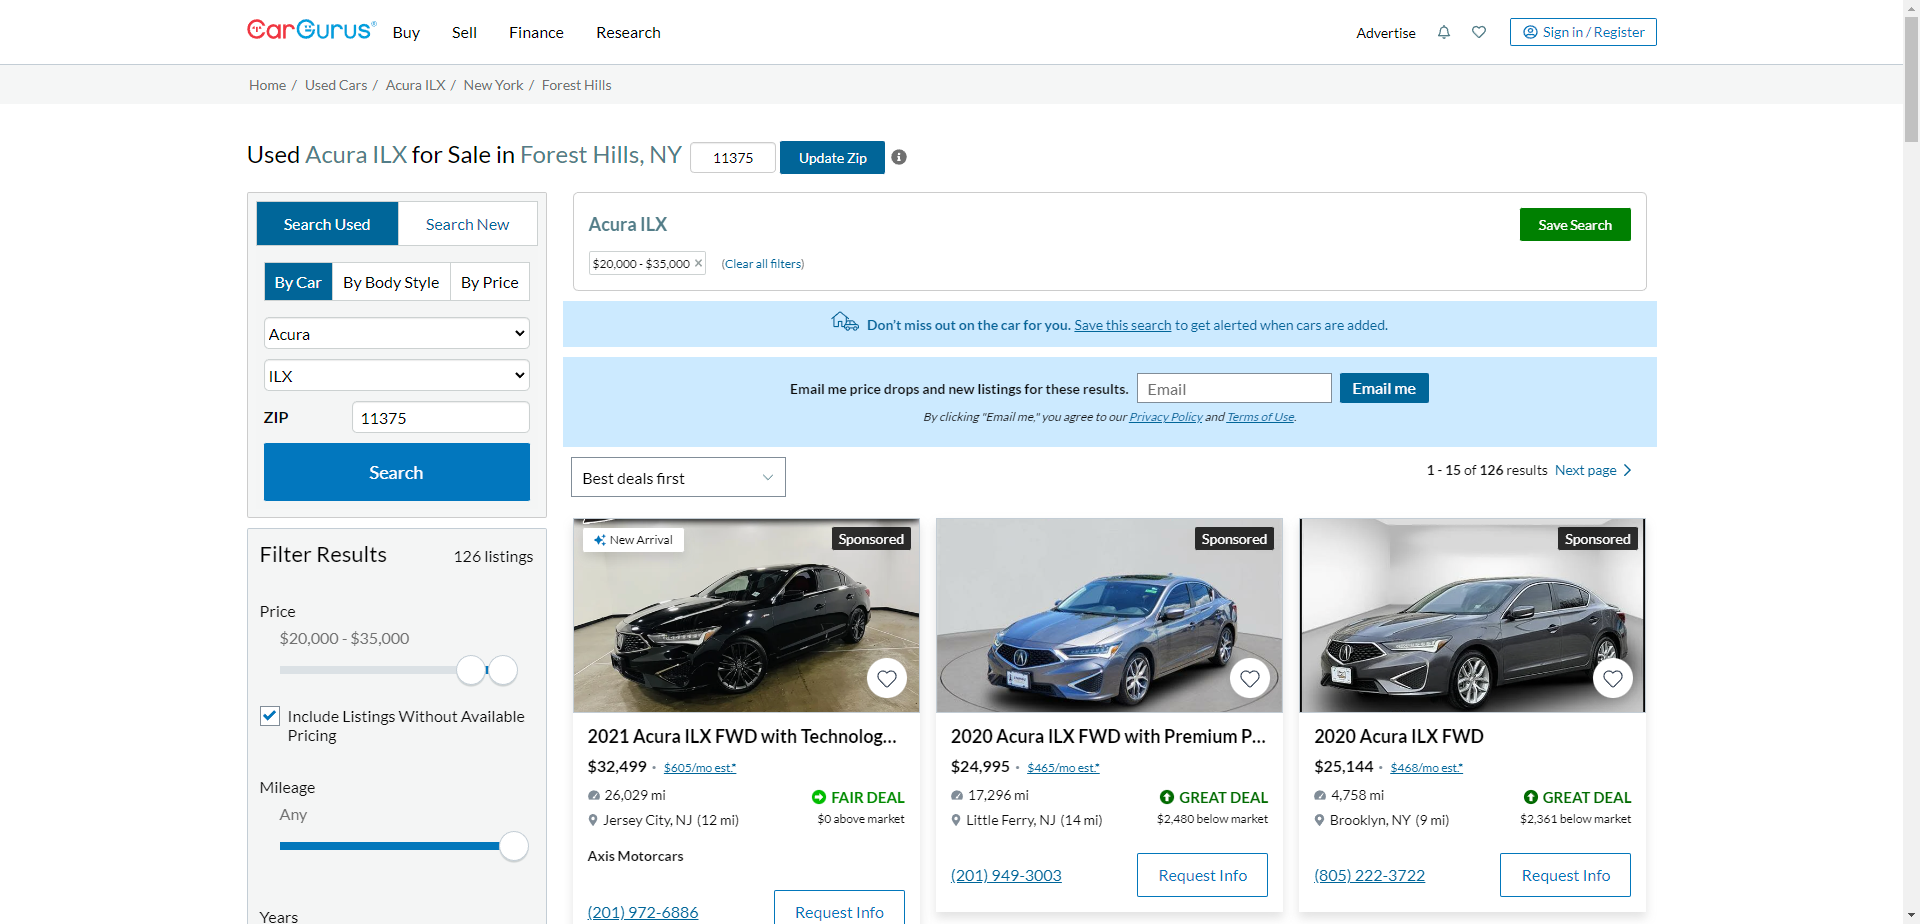 CarGurus®
Buy
Sell
Finance
Research
Advertise
Sign in / Register
Home / Used Cars / Acura ILX / New York / Forest Hills
Used Acura ILX for Sale in Forest Hills, NY
11375
Update Zip
Search Used
Search New
By Car
By Body Style
By Price
Acura
ILX
ZIP
11375
Search
Filter Results
126 listings
Price
$20,000 - $35,000
Include Listings Without Available
Pricing
Mileage
Any
Years
Acura ILX
Save Search
$20,000 - $35,000 ×
(Clear all filters)
Don't miss out on the car for you. Save this search to get alerted when cars are added.
Email me price drops and new listings for these results.
Email
Email me
By clicking "Email me," you agree to our Privacy Policy and Terms of Use.
Best deals first
1 - 15 of 126 results
Next page
New Arrival
Sponsored
2021 Acura ILX FWD with Technolog...
$32,499 · $605/mo est.*
26,029 mi
FAIR DEAL
Jersey City, NJ (12 mi)
$0 above market
Axis Motorcars
(201) 972-6886
Request Info
Sponsored
2020 Acura ILX FWD with Premium P...
$24,995 · $465/mo est.*
17,296 mi
GREAT DEAL
Little Ferry, NJ (14 mi)
$2,480 below market
(201) 949-3003
Request Info
Sponsored
2020 Acura ILX FWD
$25,144 · $468/mo est.*
4,758 mi
GREAT DEAL
Brooklyn, NY (9 mi)
$2,361 below market
(805) 222-3722
Request Info